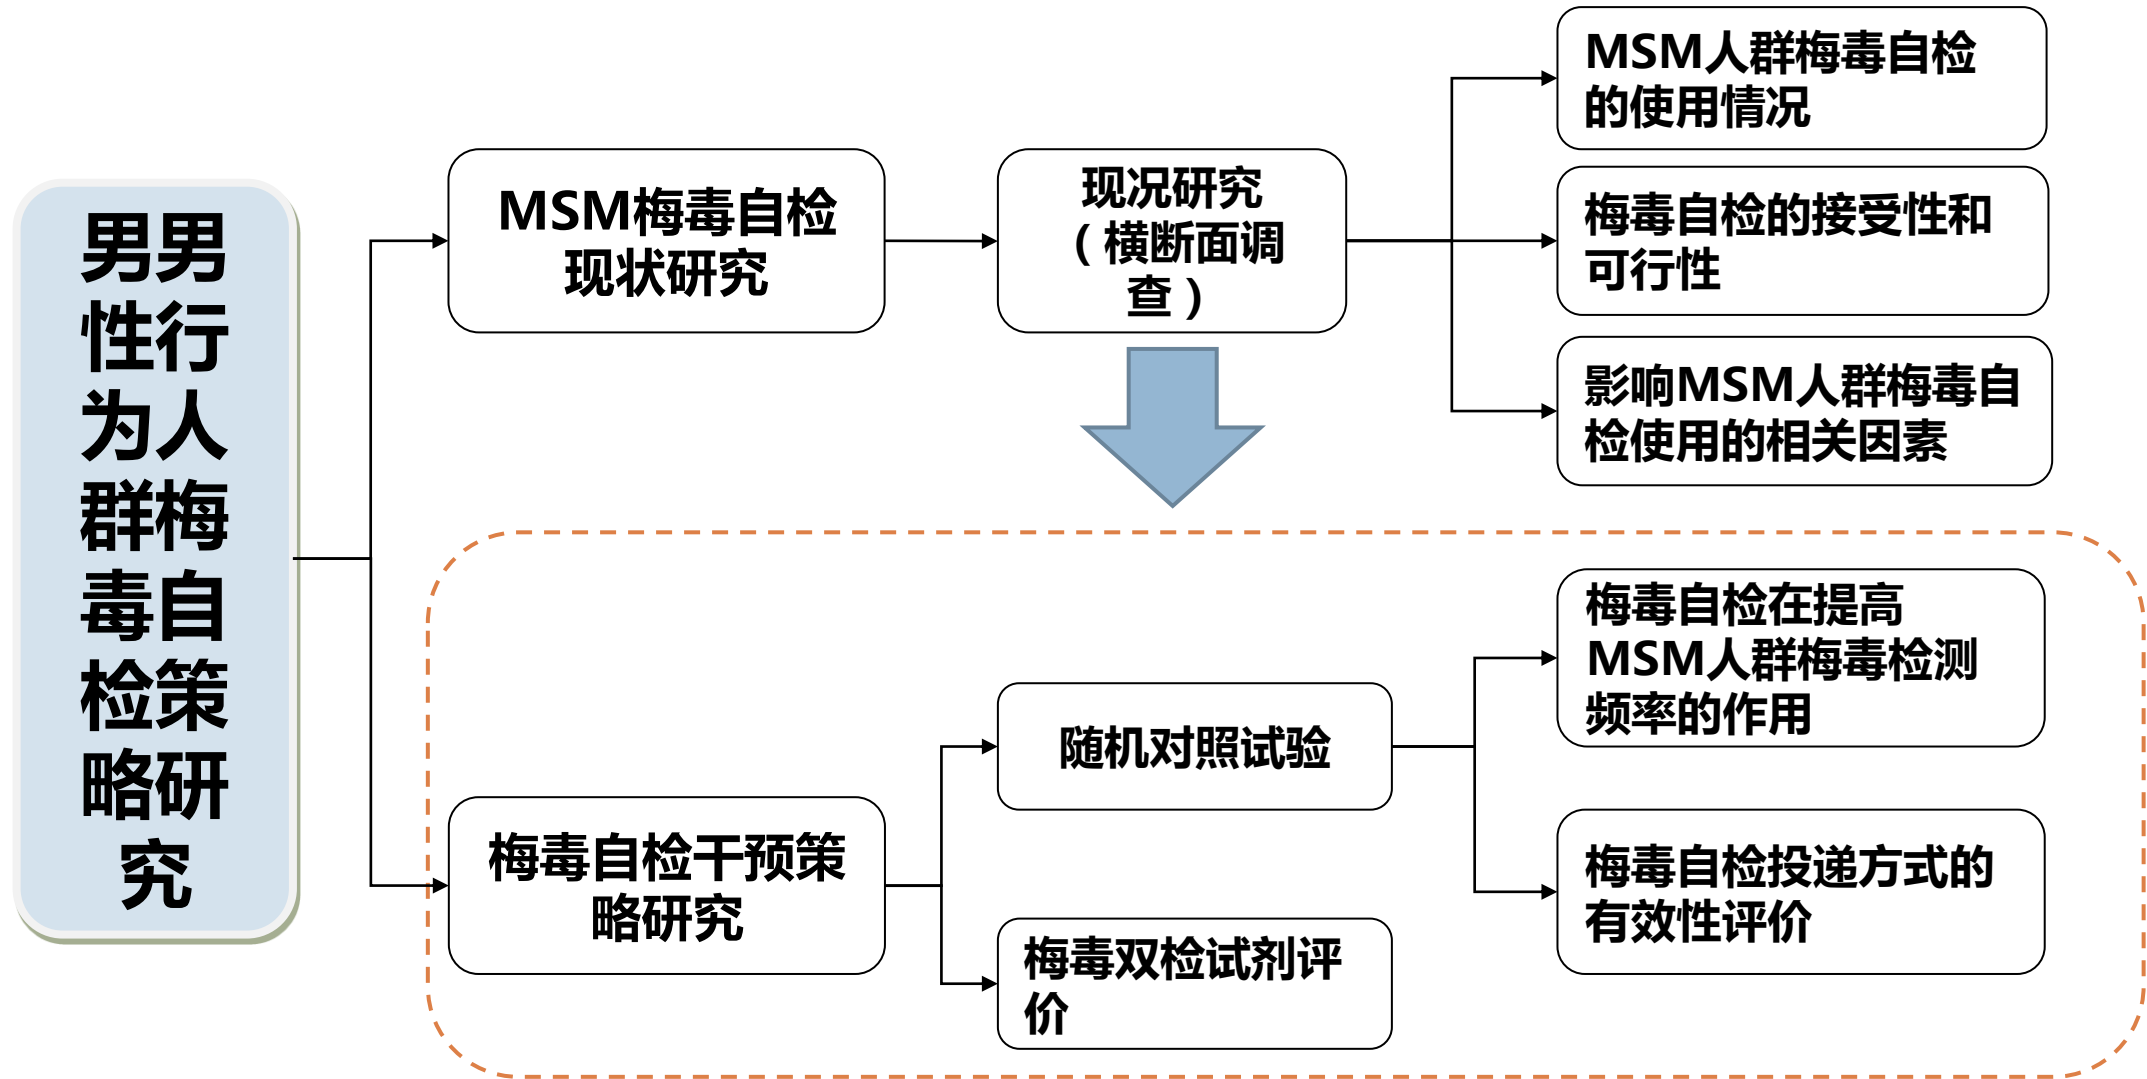 男男
性行
为人
群梅
毒自
检策
略研
究
MSM梅毒自检
现状研究
现况研究
（横断面调
查）
MSM人群梅毒自检
的使用情况
梅毒自检的接受性和
可行性
影响MSM人群梅毒自
检使用的相关因素
梅毒自检干预策
略研究
随机对照试验
梅毒双检试剂评
价
梅毒自检在提高
MSM人群梅毒检测
频率的作用
梅毒自检投递方式的
有效性评价